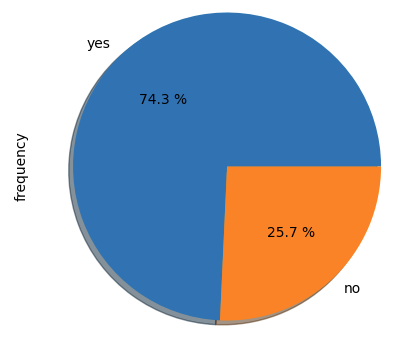 yes
74.3 %
frequency
25.7 %
no